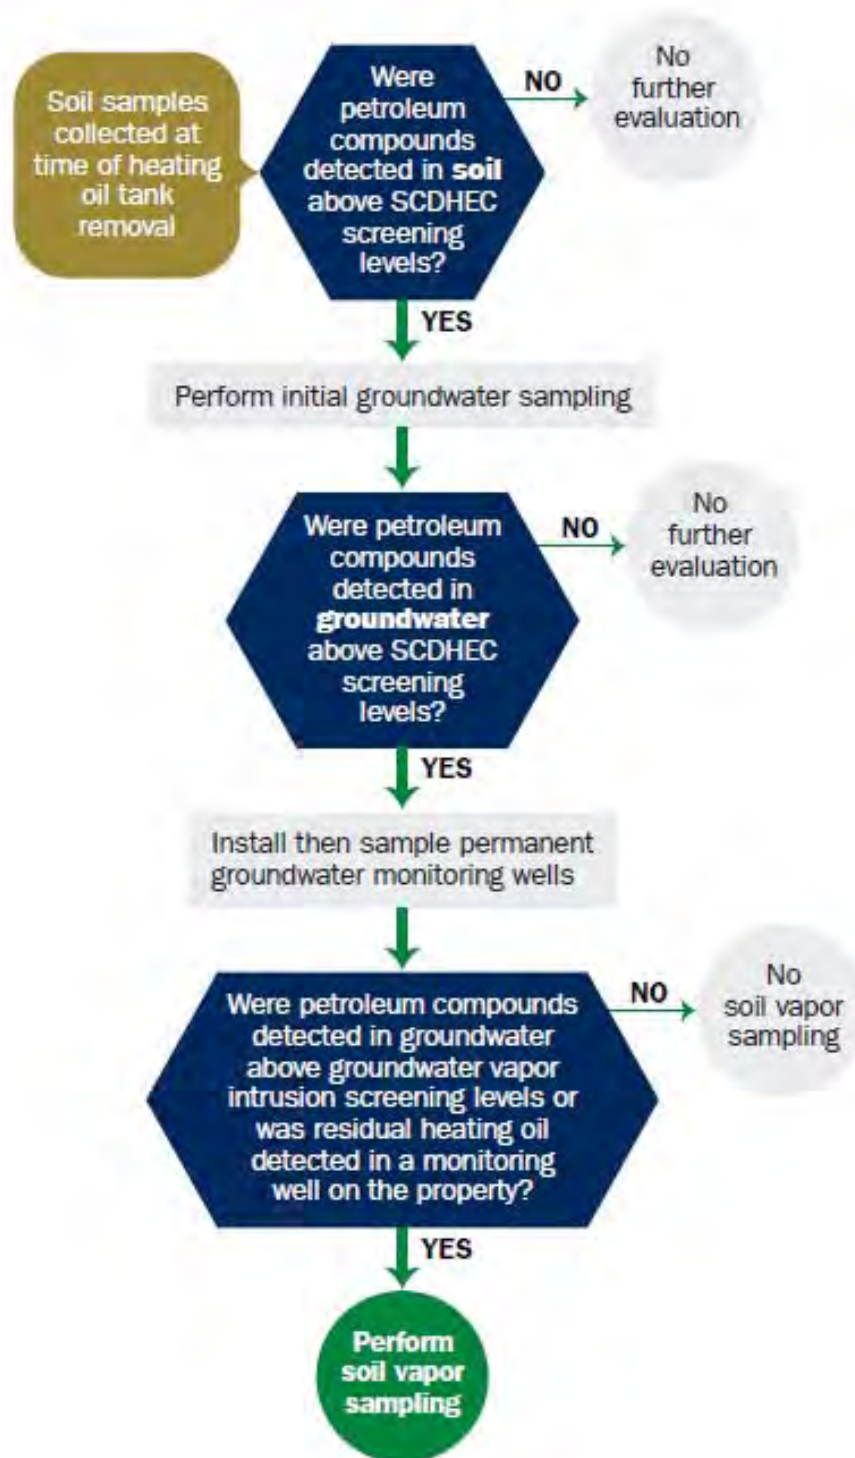 Soil samples
collected at
time of heating
oil tank
removal
Were
petroleum
compounds
detected in soil
above SCDHEC
screening
levels?
NO
No
further
evaluation
YES
Perform initial groundwater sampling
Were petroleum
compounds
detected in
groundwater
above SCDHEC
screening
levels?
NO
No
further
evaluation
YES
Install then sample permanent
groundwater monitoring wells
Were petroleum compounds
detected in groundwater
above groundwater vapor
intrusion screening levels or
was residual heating oil
detected in a monitoring
well on the property?
NO
No
soil vapor
sampling
YES
Perform
soil vapor
sampling